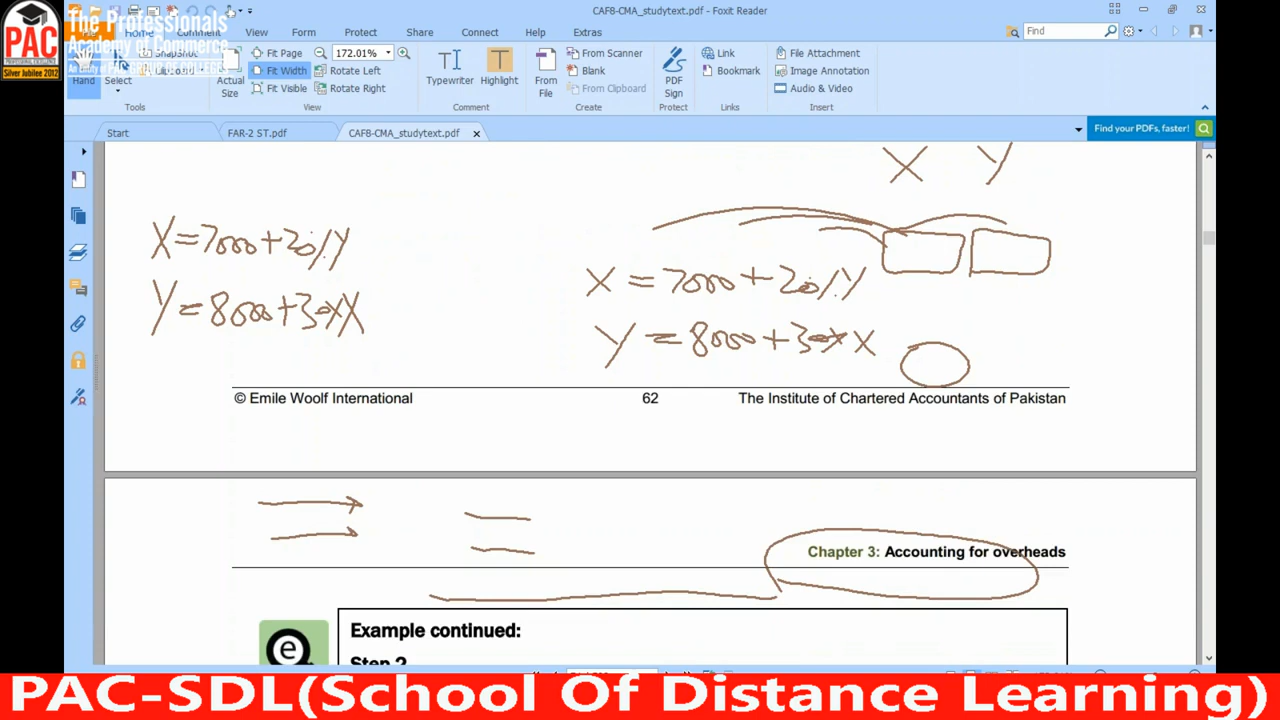 The Professionals
Academy of Commerce
PAC
Silver Jubilee 2012
CAF8-CMA_studytext.pdf - Foxit Reader
Home Comment View Form Protect Share Connect Help Extras
Find
Hand
Select
Snapshot
Clipboard
Actual Size
Fit Page
Fit Width
Fit Visible
172.01%
Rotate Left
Rotate Right
Typewriter
Highlight
From File
From Scanner
Blank
From Clipboard
PDF Sign
Link
Bookmark
File Attachment
Image Annotation
Audio & Video
Tools
View
Comment
Create
Protect
Links
Insert
Start
FAR-2 ST.pdf
CAF8-CMA_studytext.pdf
Find your PDFs, faster!
X Y
X=7000+20%Y
Y=8000+30%X
X = 7000+20%Y
Y = 8000+30%X
© Emile Woolf International 62 The Institute of Chartered Accountants of Pakistan
Chapter 3: Accounting for overheads
Example continued:
Step 2
PAC-SDL(School Of Distance Learning)